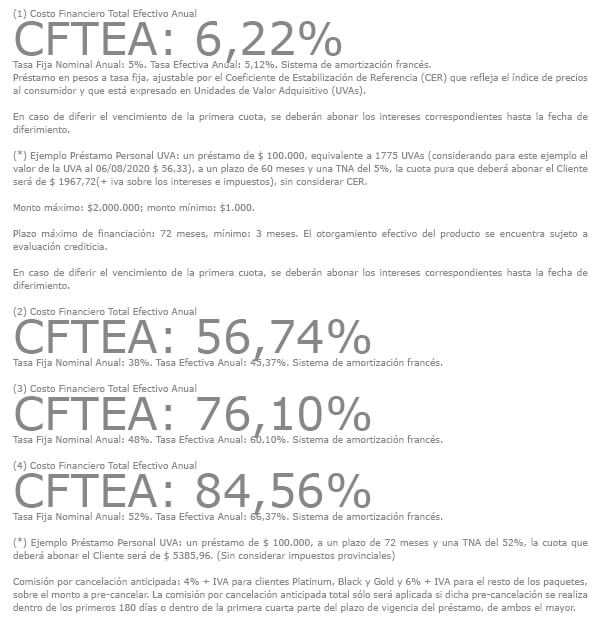 (1) Costo Financiero Total Efectivo Anual
CFTEA: 6,22%
Tasa Fija Nominal Anual: 5%. Tasa Efectiva Anual: 5,12%. Sistema de amortización francés.
Préstamo en pesos a tasa fija, ajustable por el Coeficiente de Estabilización de Referencia (CER) que refleja el índice de precios
al consumidor y que está expresado en Unidades de Valor Adquisitivo (UVAs).
En caso de diferir el vencimiento de la primera cuota, se deberán abonar los intereses correspondientes hasta la fecha de
diferimiento.
(*) Ejemplo Préstamo Personal UVA: un préstamo de $ 100.000, equivalente a 1775 UVAs (considerando para este ejemplo el
valor de la UVA al 06/08/2020 $ 56,33), a un plazo de 60 meses y una TNA del 5%, la cuota pura que deberá abonar el Cliente
será de $ 1967,72(+ iva sobre los intereses e impuestos), sin considerar CER.
Monto máximo: $2.000.000; monto mínimo: $1.000.
Plazo máximo de financiación: 72 meses, mínimo: 3 meses. El otorgamiento efectivo del producto se encuentra sujeto a
evaluación crediticia.
En caso de diferir el vencimiento de la primera cuota, se deberán abonar los intereses correspondientes hasta la fecha de
diferimiento.
(2) Costo Financiero Total Efectivo Anual
CFTEA: 56,74%
Tasa Fija Nominal Anual: 38%. Tasa Efectiva Anual: 45,37%. Sistema de amortización francés.
(3) Costo Financiero Total Efectivo Anual
CFTEA: 76,10%
Tasa Fija Nominal Anual: 48%. Tasa Efectiva Anual: 60,10%. Sistema de amortización francés.
(4) Costo Financiero Total Efectivo Anual
CFTEA: 84,56%
Tasa Fija Nominal Anual: 52%. Tasa Efectiva Anual: 66,37%. Sistema de amortización francés.
(*) Ejemplo Préstamo Personal UVA: un préstamo de $ 100.000, a un plazo de 72 meses y una TNA del 52%, la cuota que
deberá abonar el Cliente será de $ 5385,96. (Sin considerar impuestos provinciales)
Comisión por cancelación anticipada: 4% + IVA para clientes Platinum, Black y Gold y 6% + IVA para el resto de los paquetes,
sobre el monto a pre-cancelar. La comisión por cancelación anticipada total sólo será aplicada si dicha pre-cancelación se realiza
dentro de los primeros 180 días o dentro de la primera cuarta parte del plazo de vigencia del préstamo, de ambos el mayor.